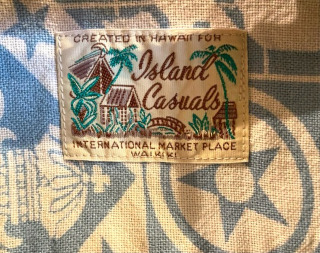 CREATED IN HAWAII FOR
Island
Casuals
INTERNATIONAL MARKET PLACE
WAIKIKI